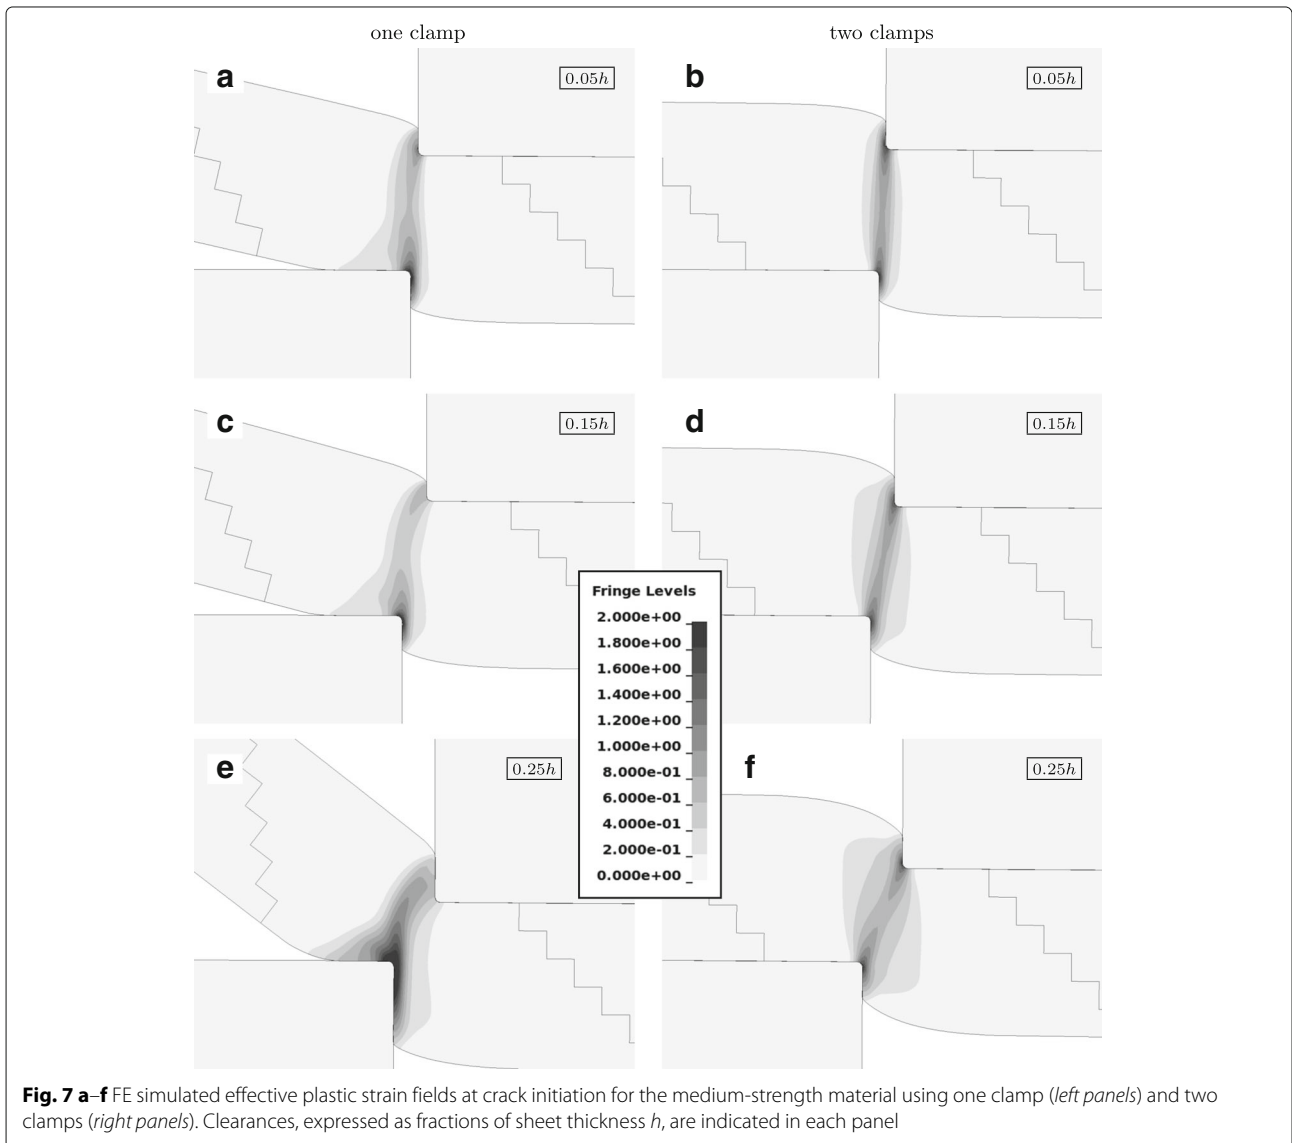 one clamp
two clamps
a
0.05h
b
0.05h
c
0.15h
d
0.15h
Fringe Levels
2.000e+00
1.800e+00
1.600e+00
1.400e+00
1.200e+00
1.000e+00
8.000e-01
6.000e-01
4.000e-01
2.000e-01
0.000e+00
e
0.25h
f
0.25h
Fig. 7 a–f FE simulated effective plastic strain fields at crack initiation for the medium-strength material using one clamp (left panels) and two
clamps (right panels). Clearances, expressed as fractions of sheet thickness h, are indicated in each panel